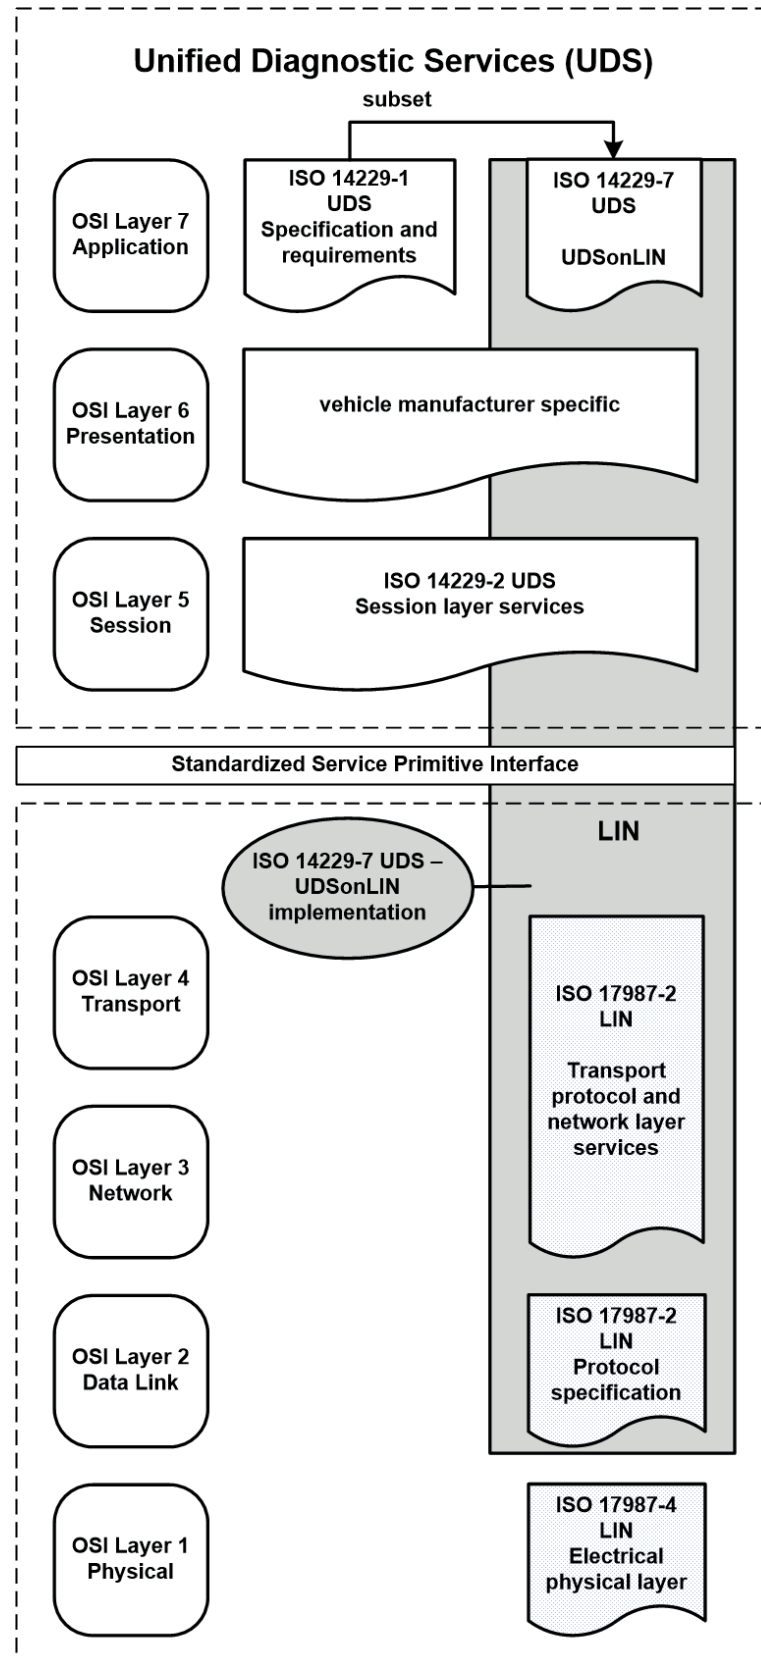 Unified Diagnostic Services (UDS)
subset
OSI Layer 7
Application
ISO 14229-1
UDS
Specification and
requirements
ISO 14229-7
UDS
UDSonLIN
OSI Layer 6
Presentation
vehicle manufacturer specific
OSI Layer 5
Session
ISO 14229-2 UDS
Session layer services
Standardized Service Primitive Interface
ISO 14229-7 UDS –
UDSonLIN
implementation
LIN
OSI Layer 4
Transport
ISO 17987-2
LIN
Transport
protocol and
network layer
services
OSI Layer 3
Network
OSI Layer 2
Data Link
ISO 17987-2
LIN
Protocol
specification
OSI Layer 1
Physical
ISO 17987-4
LIN
Electrical
physical layer